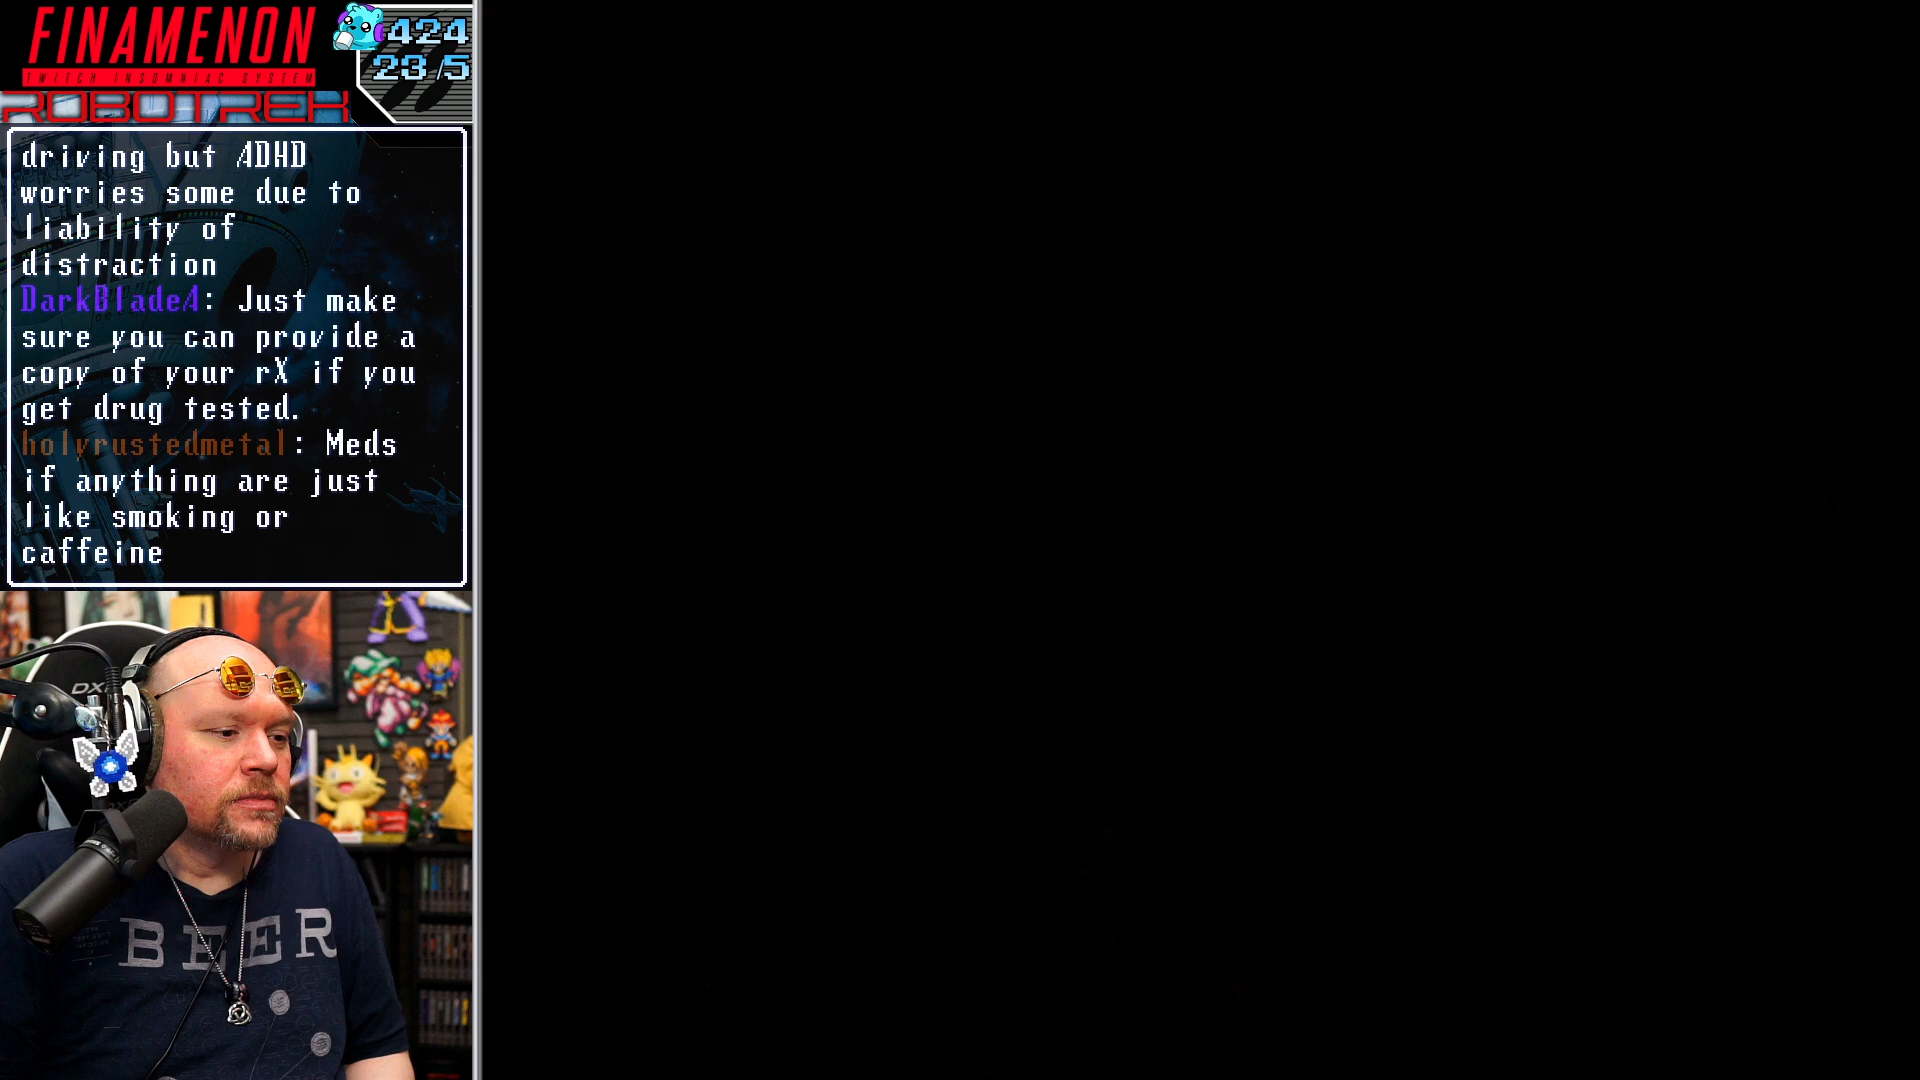 FINAMENON
TWITCH INSOMNIAC SYSTEM
ROBOTREK
424
23/5
driving but ADHD
worries some due to
liability of
distraction
DarkBlade4: Just make
sure you can provide a
copy of your rX if you
get drug tested.
holyrustedmetal: Meds
if anything are just
like smoking or
caffeine
DX
BEER